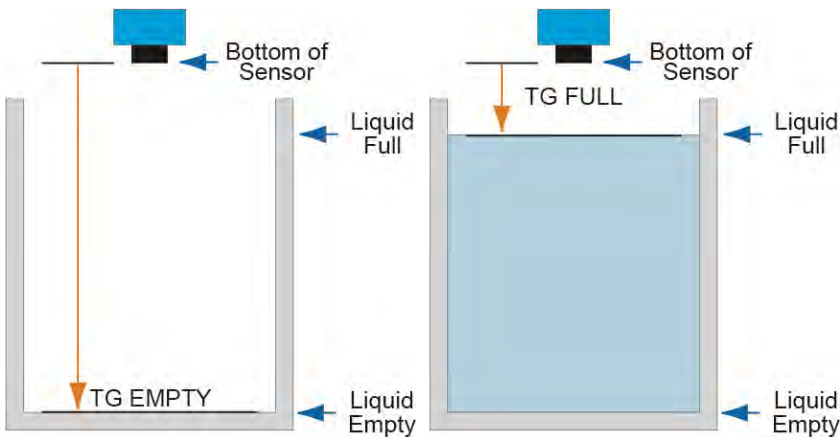 Bottom of
Sensor
Liquid
Full
TG EMPTY
Liquid
Empty
Bottom of
Sensor
TG FULL
Liquid
Full
Liquid
Empty